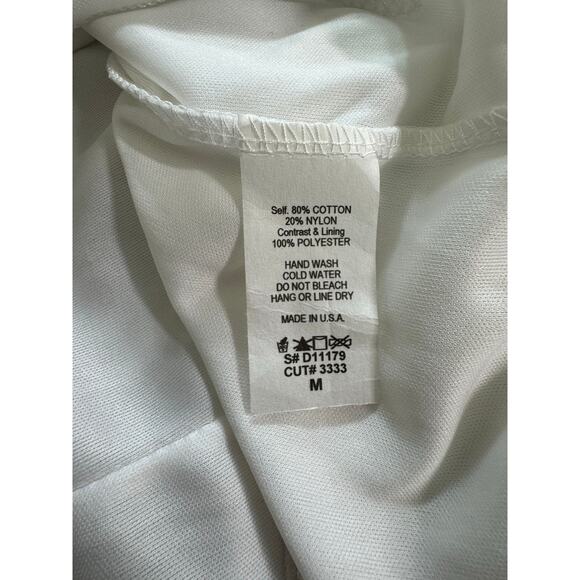 Self. 80% COTTON
20% NYLON
Contrast & Lining
100% POLYESTER
HAND WASH
COLD WATER
DO NOT BLEACH
HANG OR LINE DRY
MADE IN U.S.A.
S# D11179
CUT# 3333
M